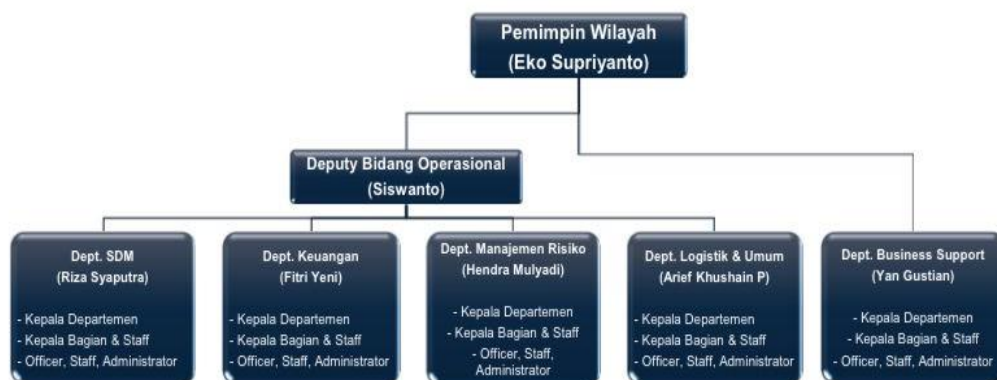 Pemimpin Wilayah
(Eko Supriyanto)
Deputy Bidang Operasional
(Siswanto)
Dept. SDM
(Riza Syaputra)
- Kepala Departemen
- Kepala Bagian & Staff
- Officer, Staff, Administrator
Dept. Keuangan
(Fitri Yeni)
- Kepala Departemen
- Kepala Bagian & Staff
- Officer, Staff, Administrator
Dept. Manajemen Risiko
(Hendra Mulyadi)
- Kepala Departemen
- Kepala Bagian & Staff
- Officer, Staff,
Administrator
Dept. Logistik & Umum
(Arief Khushain P)
- Kepala Departemen
- Kepala Bagian & Staff
- Officer, Staff, Administrator
Dept. Business Support
(Yan Gustian)
- Kepala Departemen
- Kepala Bagian & Staff
- Officer, Staff, Administrator